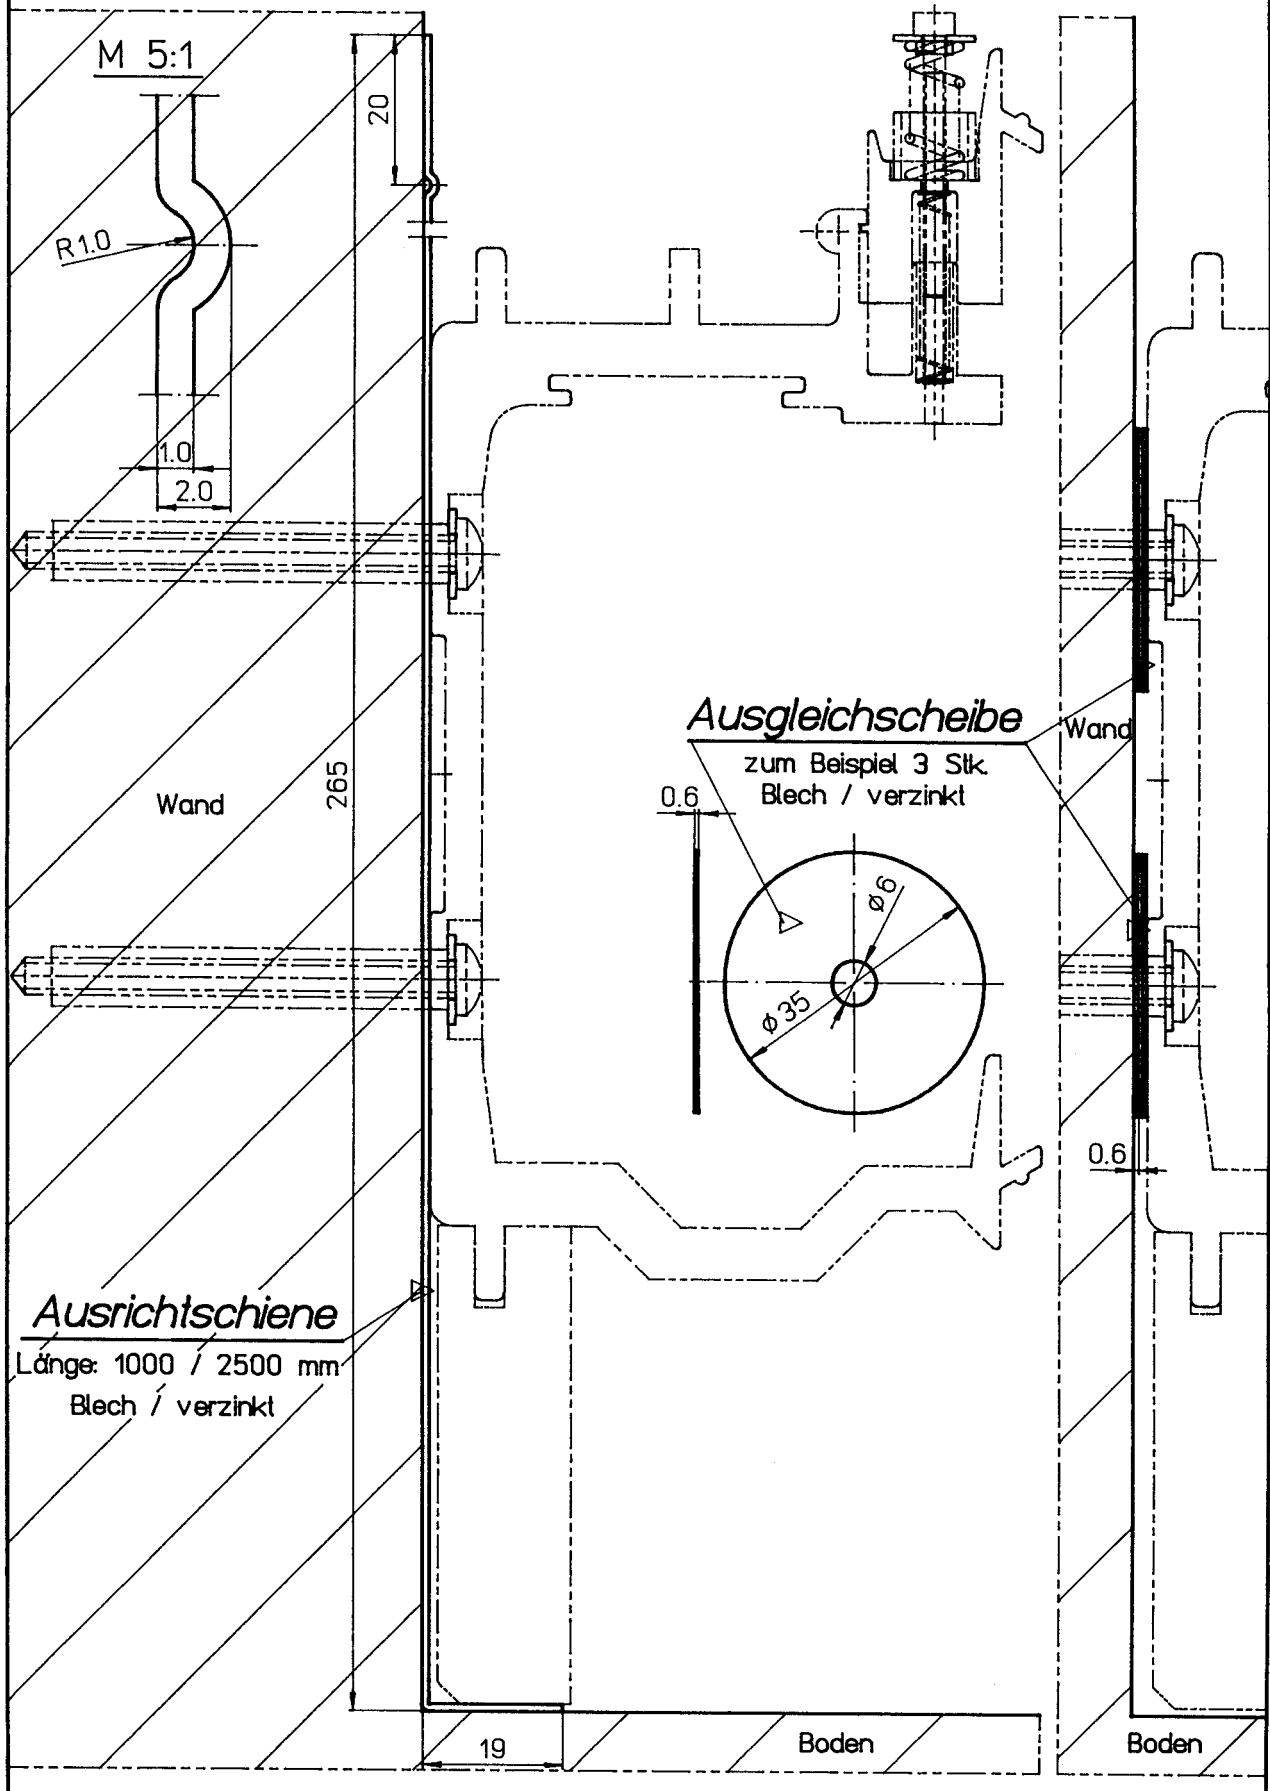 M 5:1
20
R1.0
1.0
2.0
265
Wand
Ausgleichscheibe
zum Beispiel 3 Stk.
Blech / verzinkt
Wand
0.6
ø6
ø35
0.6
Ausrichtschiene
Länge: 1000 / 2500 mm
Blech / verzinkt
19
Boden
Boden